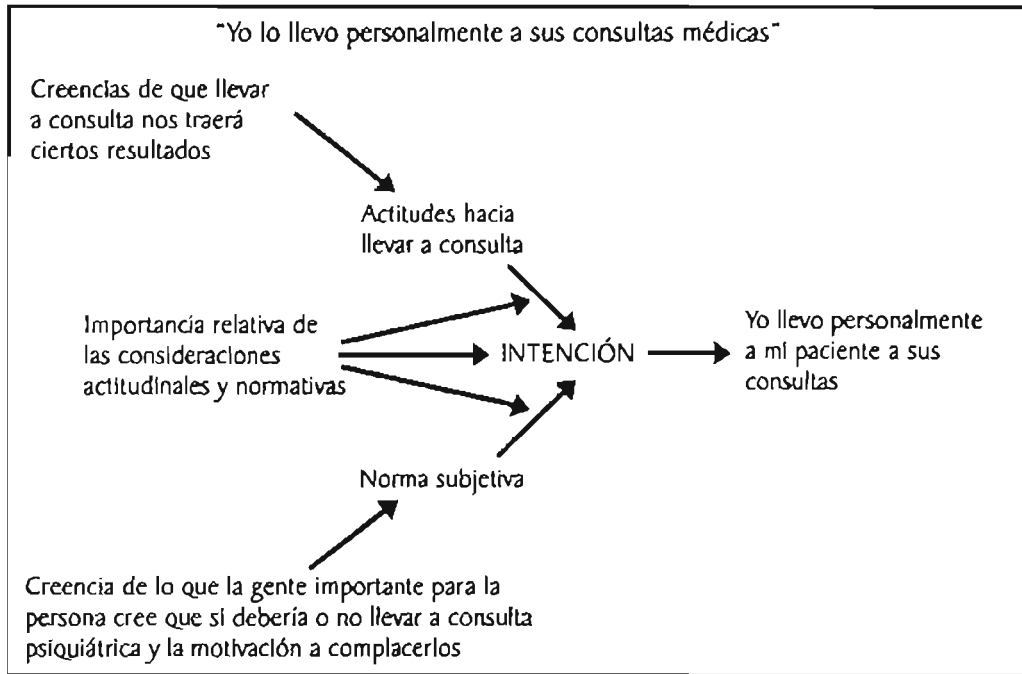 "Yo lo llevo personalmente a sus consultas médicas"
Creencias de que llevar
a consulta nos traerá
ciertos resultados
Actitudes hacia
llevar a consulta
Importancia relativa de
las consideraciones
actitudinales y normativas
INTENCIÓN
Yo llevo personalmente
a mi paciente a sus
consultas
Norma subjetiva
Creencia de lo que la gente importante para la
persona cree que si debería o no llevar a consulta
psiquiátrica y la motivación a complacerlos